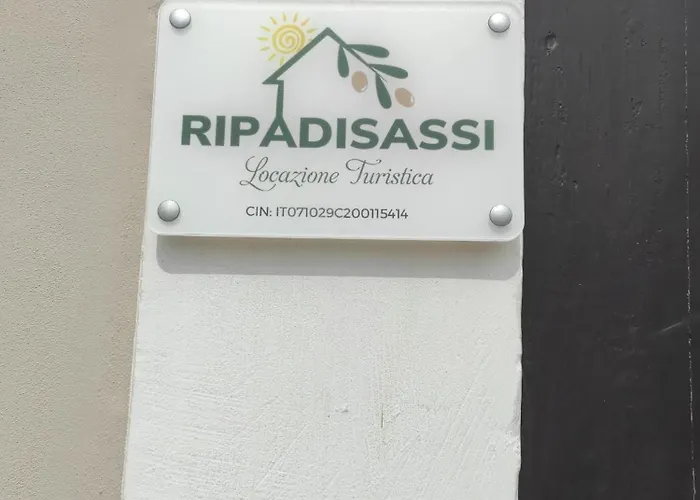 RIPADISASSI
Locazione Turistica
CIN: IT071029C200115414